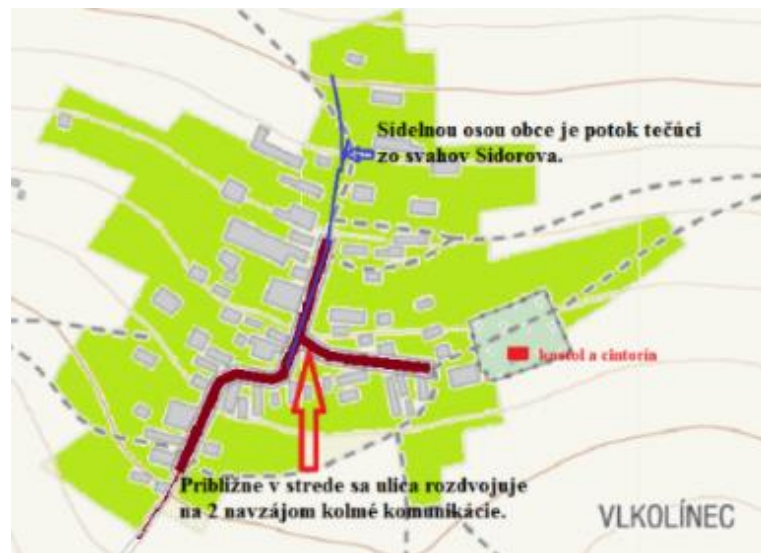 Sídelnou osou obce je potok tečúci
zo svahov Sidorova.
kostol a cintorín
Približne v strede sa ulica rozdvojuje
na 2 navzájom kolmé komunikácie.
VLKOLÍNEC